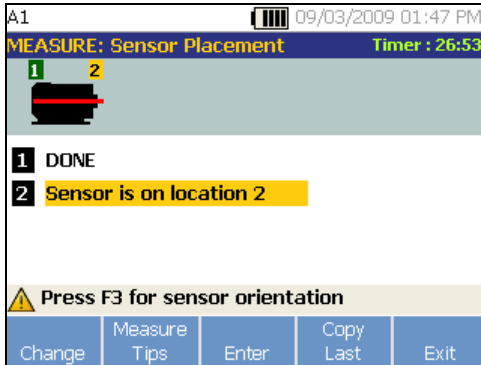 A1 09/03/2009 01:47 PM
MEASURE: Sensor Placement Timer : 26:53
1 2
1 DONE
2 Sensor is on location 2
Press F3 for sensor orientation
Change Measure Tips Enter Copy Last Exit